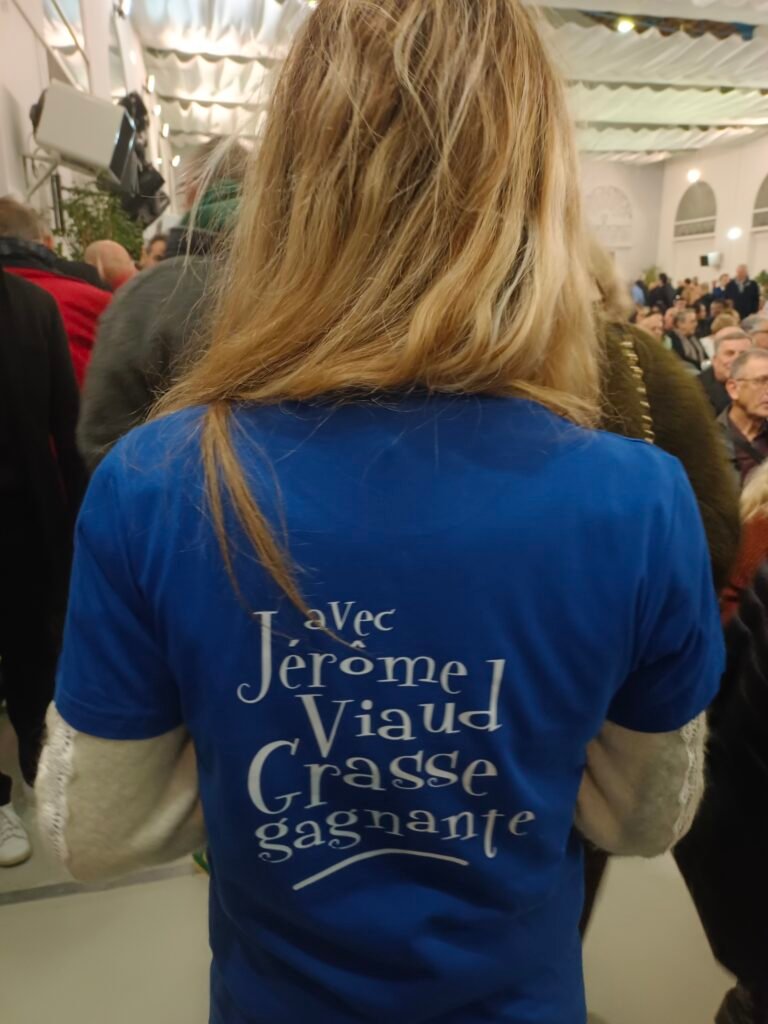 avec
Jérôme
Viaud
Grasse
gagnante